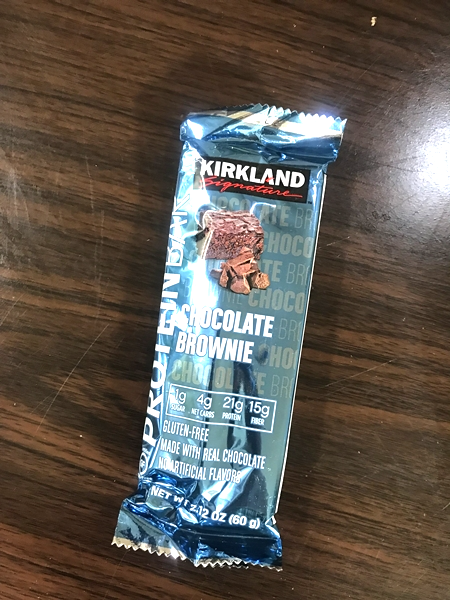 KIRKLAND
Signature
PROTEIN BAR
CHOCOLATE
BROWNIE
1g 4g 21g 15g
SUGAR NET CARBS PROTEIN FIBER
GLUTEN-FREE
MADE WITH REAL CHOCOLATE
NO ARTIFICIAL FLAVORS
NET WT 2.12 OZ (60 g)